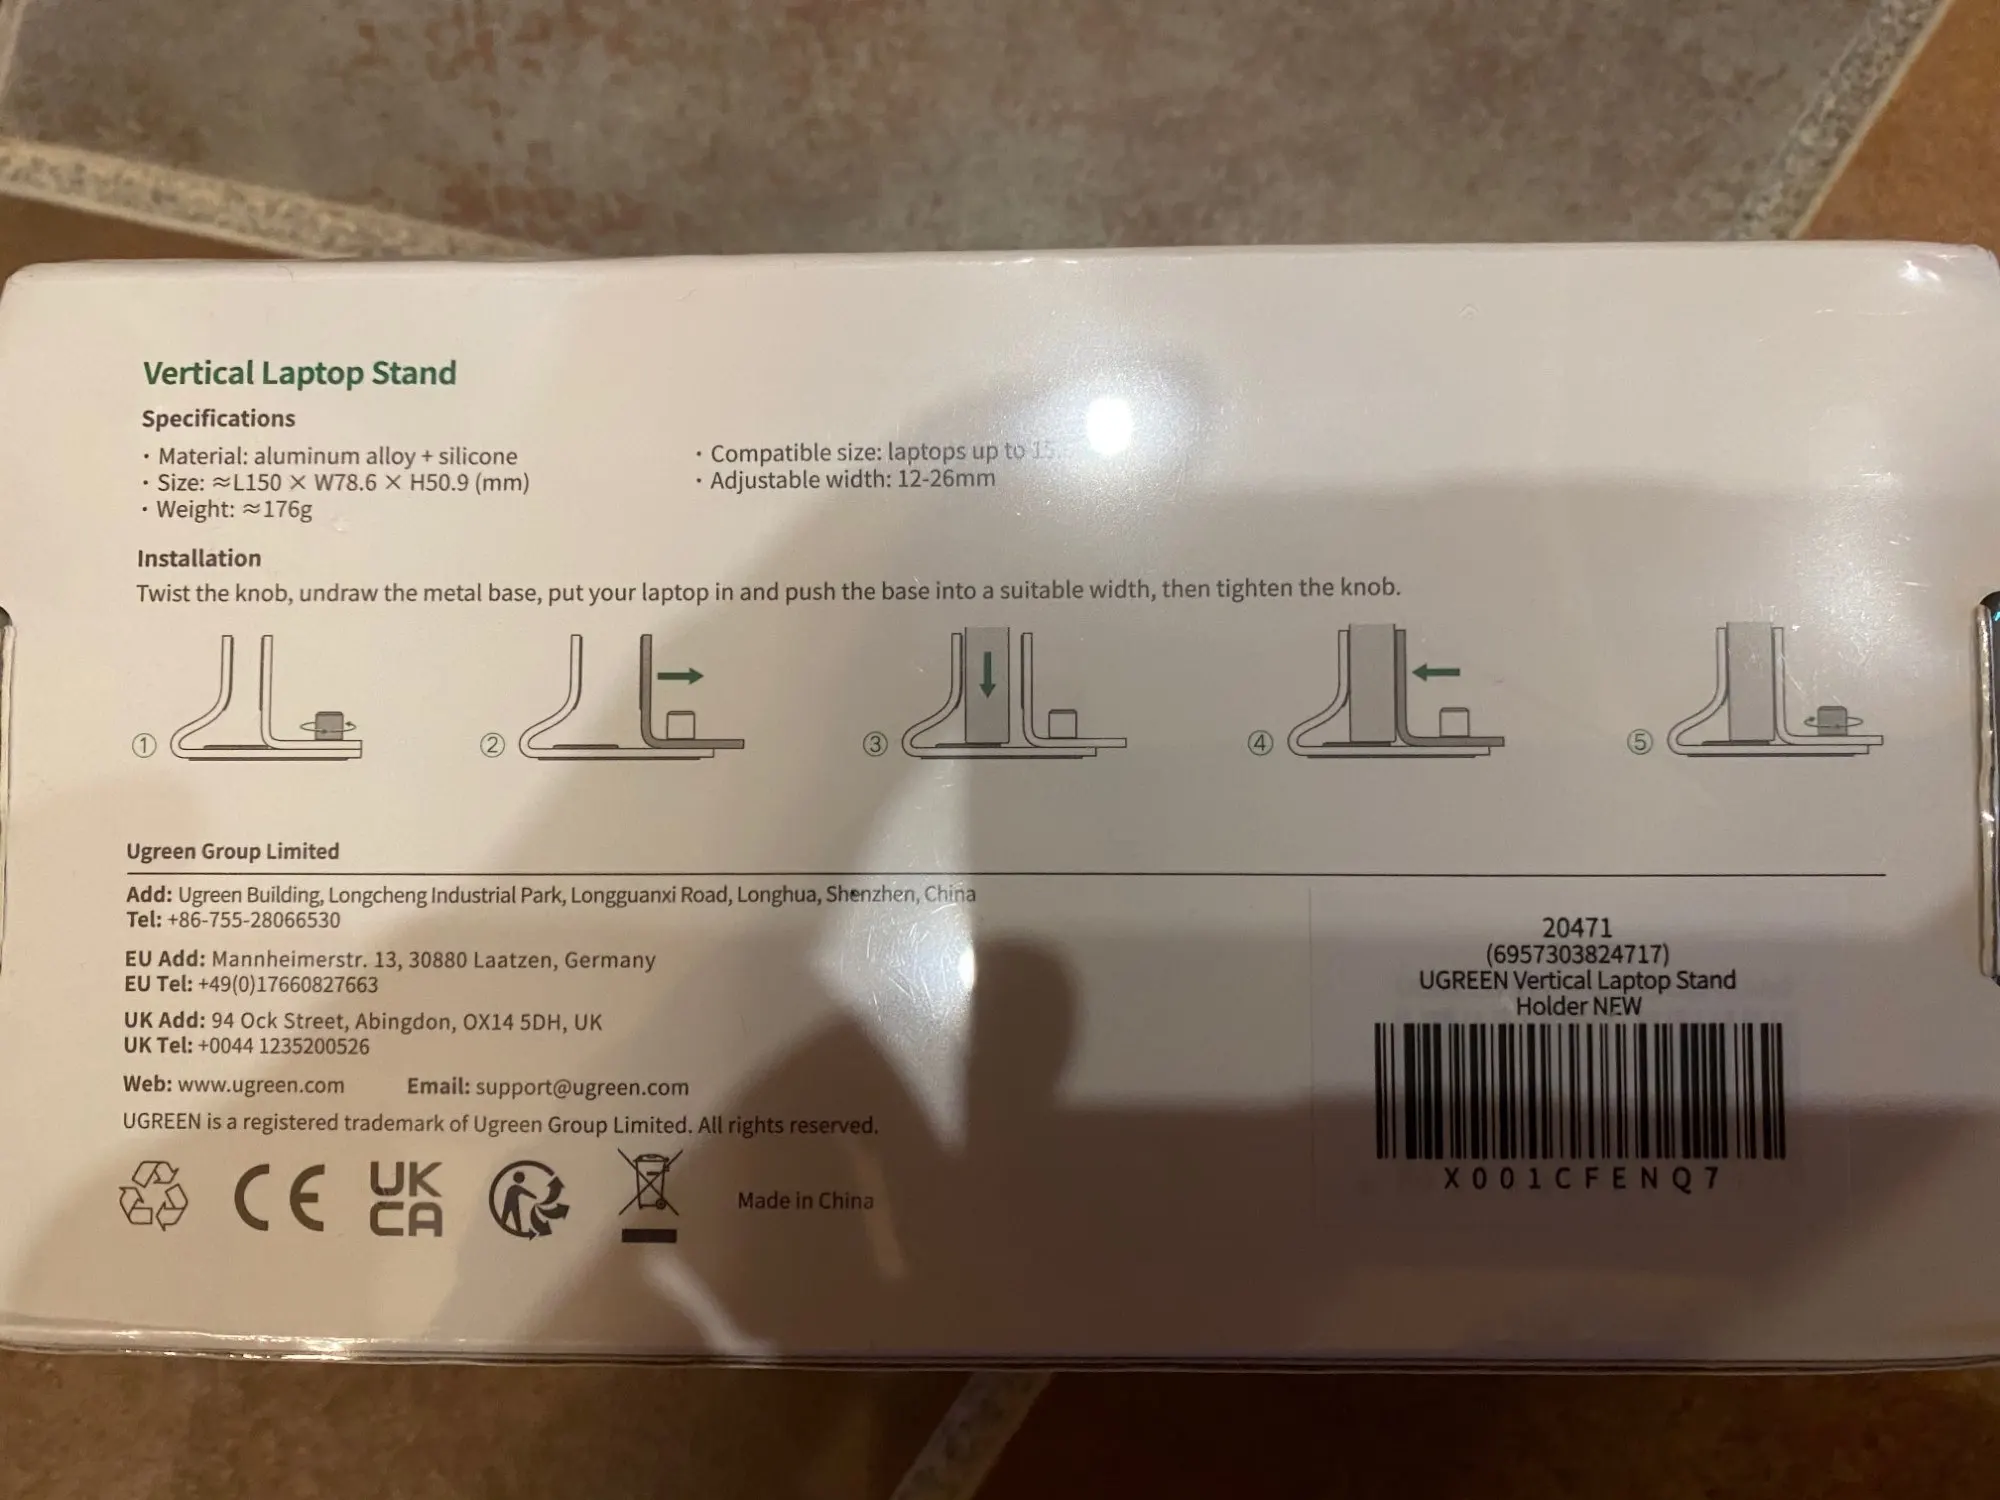 Vertical Laptop Stand
Specifications
· Material: aluminum alloy + silicone
· Size: ≈L150 × W78.6 × H50.9 (mm)
· Weight: ≈176g
· Compatible size: laptops up to
· Adjustable width: 12-26mm
Installation
Twist the knob, undraw the metal base, put your laptop in and push the base into a suitable width, then tighten the knob.
① ② ③ ④ ⑤
Ugreen Group Limited
Add: Ugreen Building, Longcheng Industrial Park, Longguanxi Road, Longhua, Shenzhen, China
Tel: +86-755-28066530
EU Add: Mannheimerstr. 13, 30880 Laatzen, Germany
EU Tel: +49(0)17660827663
UK Add: 94 Ock Street, Abingdon, OX14 5DH, UK
UK Tel: +0044 1235200526
Web: www.ugreen.com Email: support@ugreen.com
UGREEN is a registered trademark of Ugreen Group Limited. All rights reserved.
CE
UK
CA
Made in China
20471
(6957303824717)
UGREEN Vertical Laptop Stand
Holder NEW
X001CFENQ7